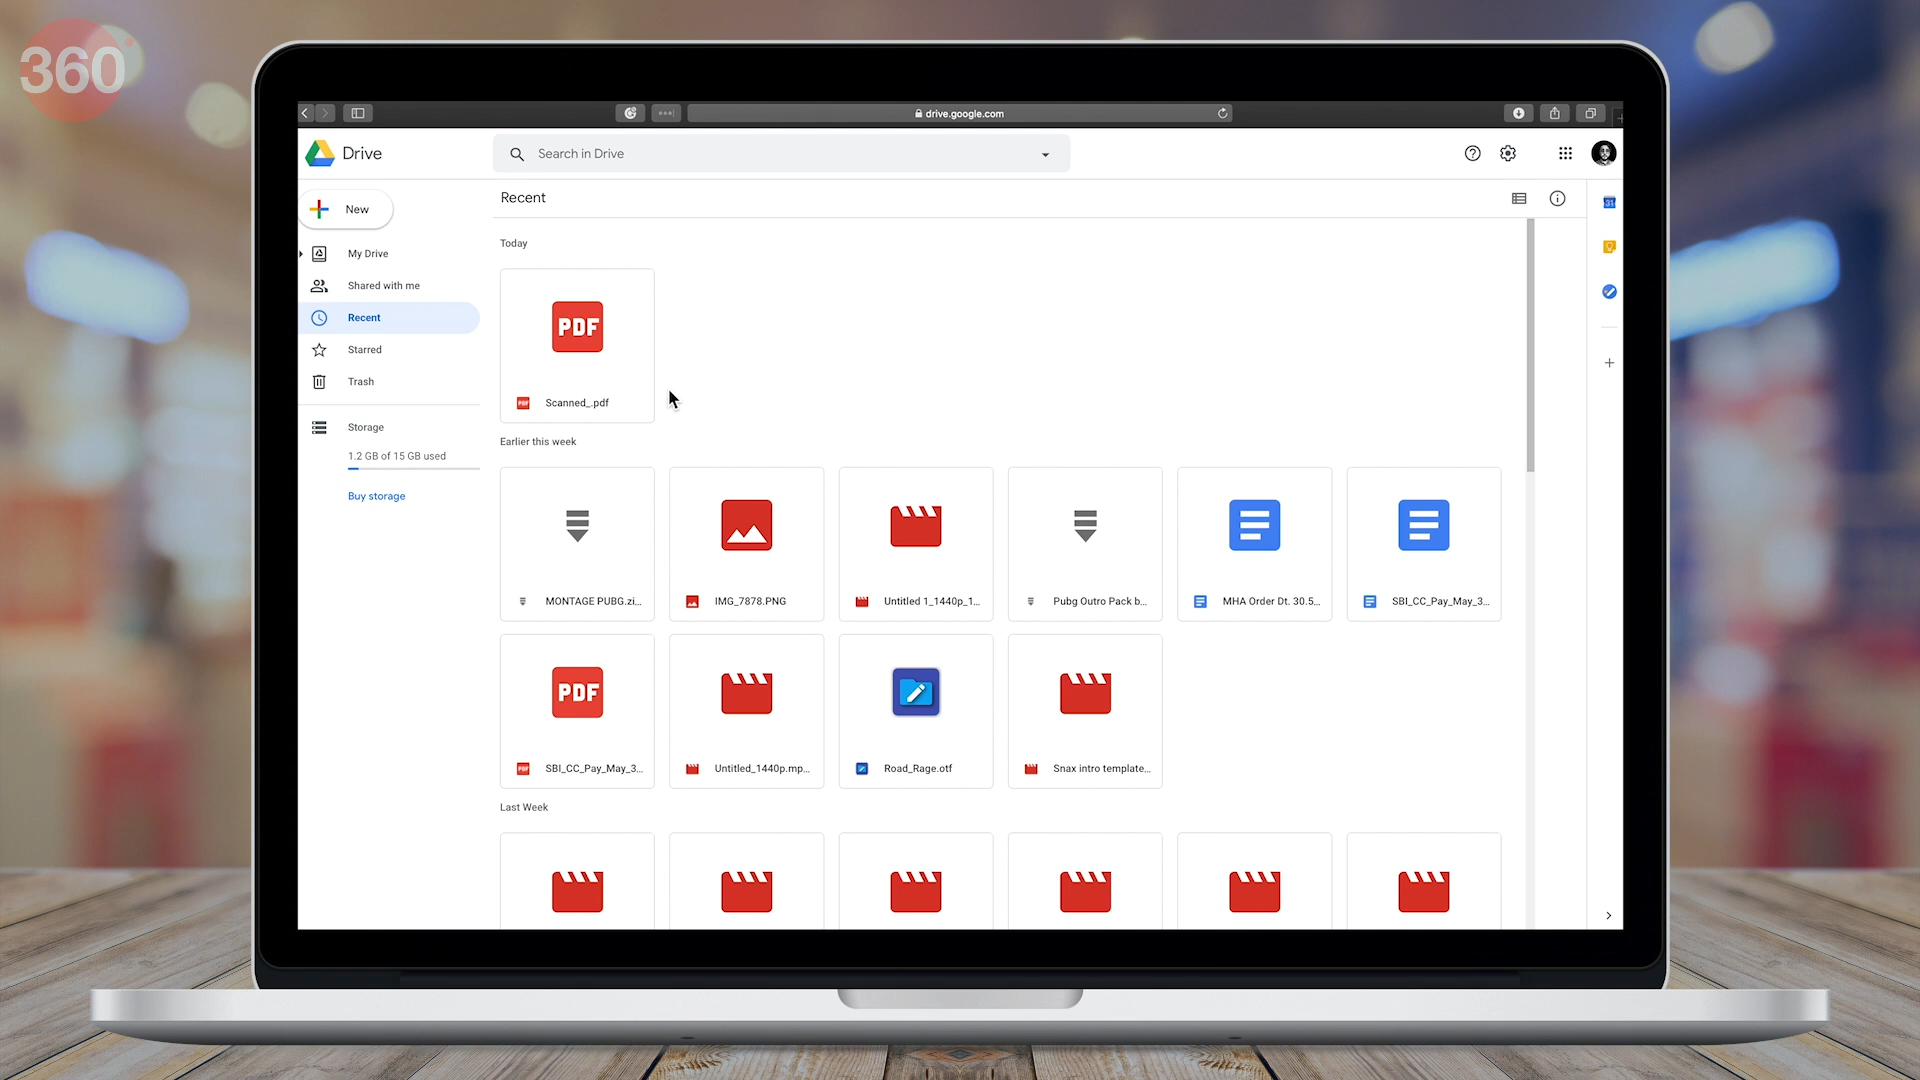 360
drive.google.com
Drive
Search in Drive
New
Recent
31
My Drive
Today
Shared with me
Recent
PDF
Starred
Trash
PDF Scanned_.pdf
Storage
Earlier this week
1.2 GB of 15 GB used
Buy storage
MONTAGE PUBG.zi...
IMG_7878.PNG
Untitled 1_1440p_1...
Pubg Outro Pack b...
MHA Order Dt. 30.5...
SBI_CC_Pay_May_3...
PDF
PDF SBI_CC_Pay_May_3...
Untitled_1440p.mp...
Road_Rage.otf
Snax intro template...
Last Week